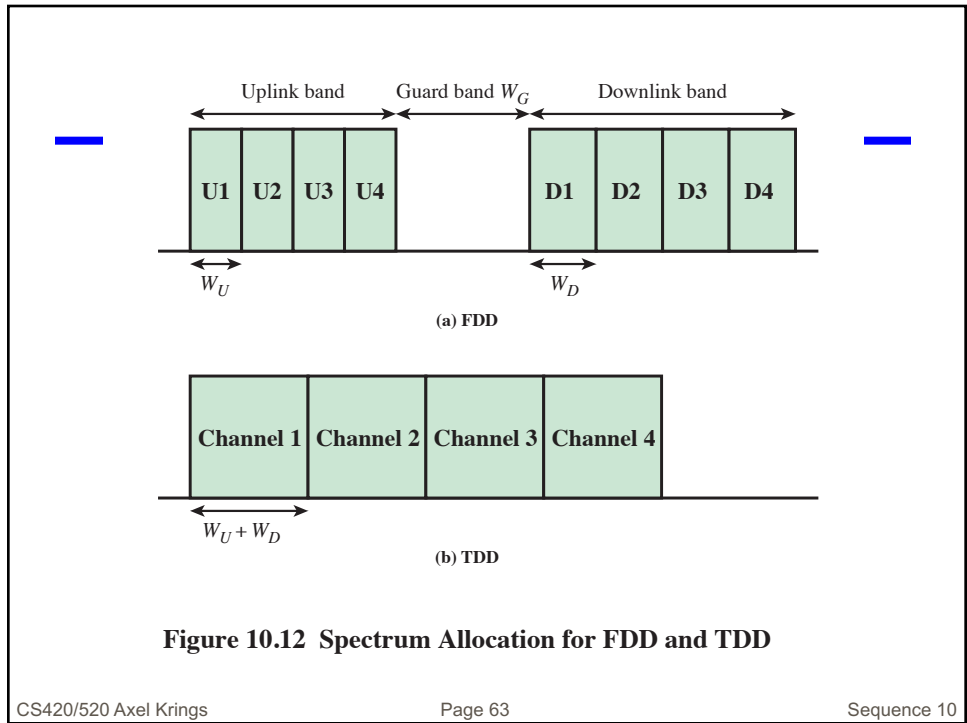 Uplink band Guard band W_G Downlink band
U1 U2 U3 U4 D1 D2 D3 D4
W_U W_D
(a) FDD
Channel 1 Channel 2 Channel 3 Channel 4
W_U + W_D
(b) TDD
Figure 10.12 Spectrum Allocation for FDD and TDD
CS420/520 Axel Krings Page 63 Sequence 10